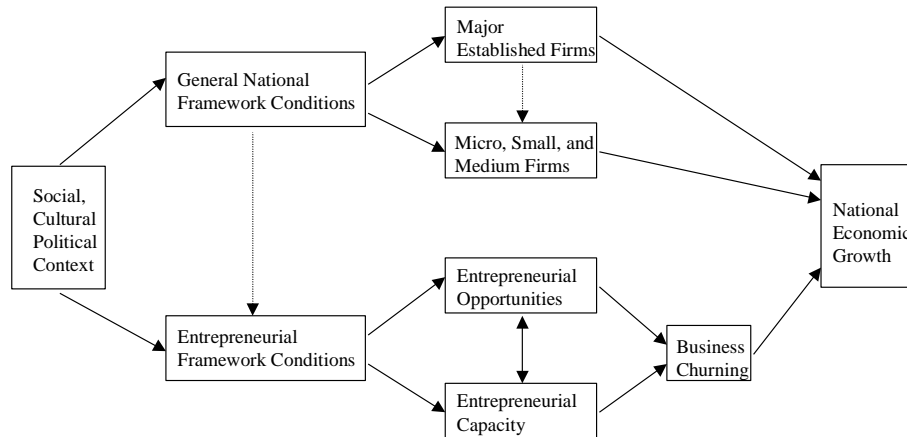 Major
Established Firms
General National
Framework Conditions
Micro, Small, and
Medium Firms
Social,
Cultural
Political
Context
National
Economic
Growth
Entrepreneurial
Opportunities
Entrepreneurial
Framework Conditions
Business
Churning
Entrepreneurial
Capacity